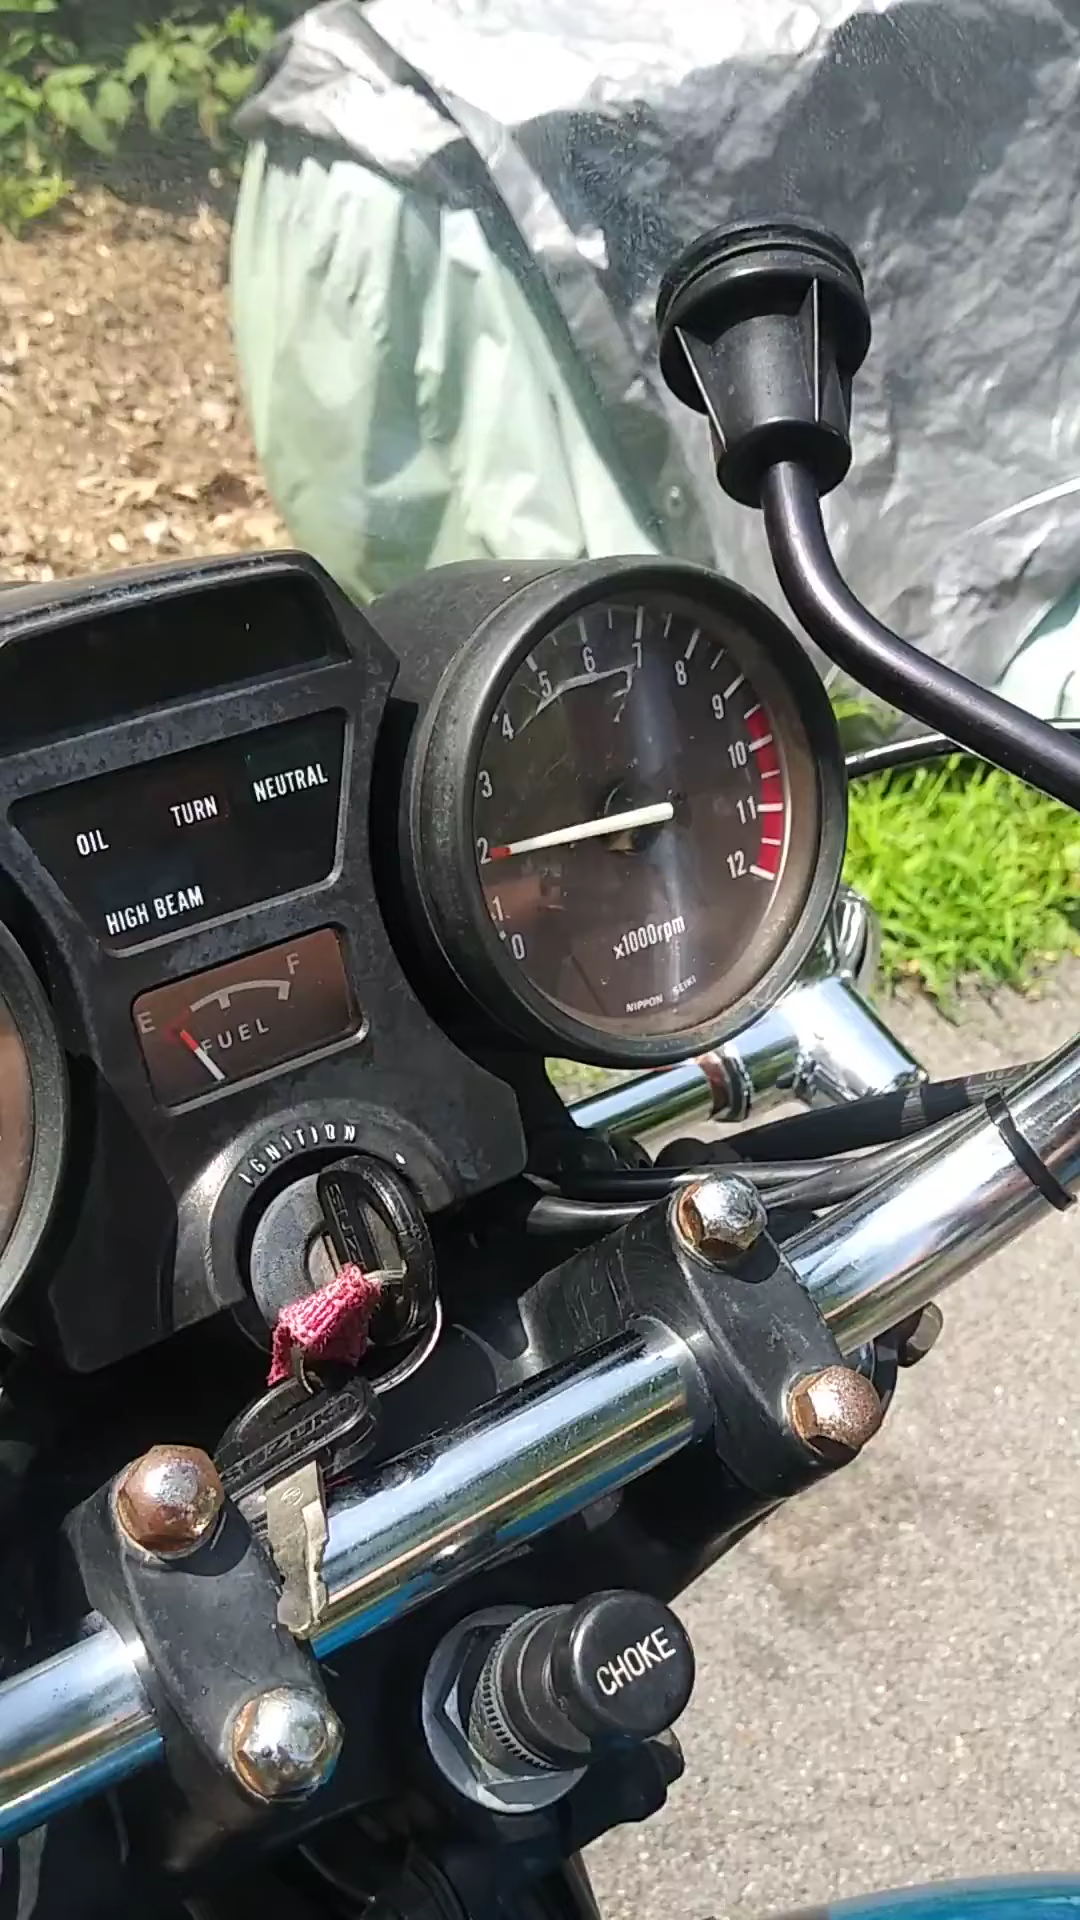 OIL
TURN
NEUTRAL
HIGH BEAM
E
F
FUEL
IGNITION
0
1
2
3
4
5
6
7
8
9
10
11
12
x1000rpm
NIPPON SEIKI
SUZUKI
CHOKE